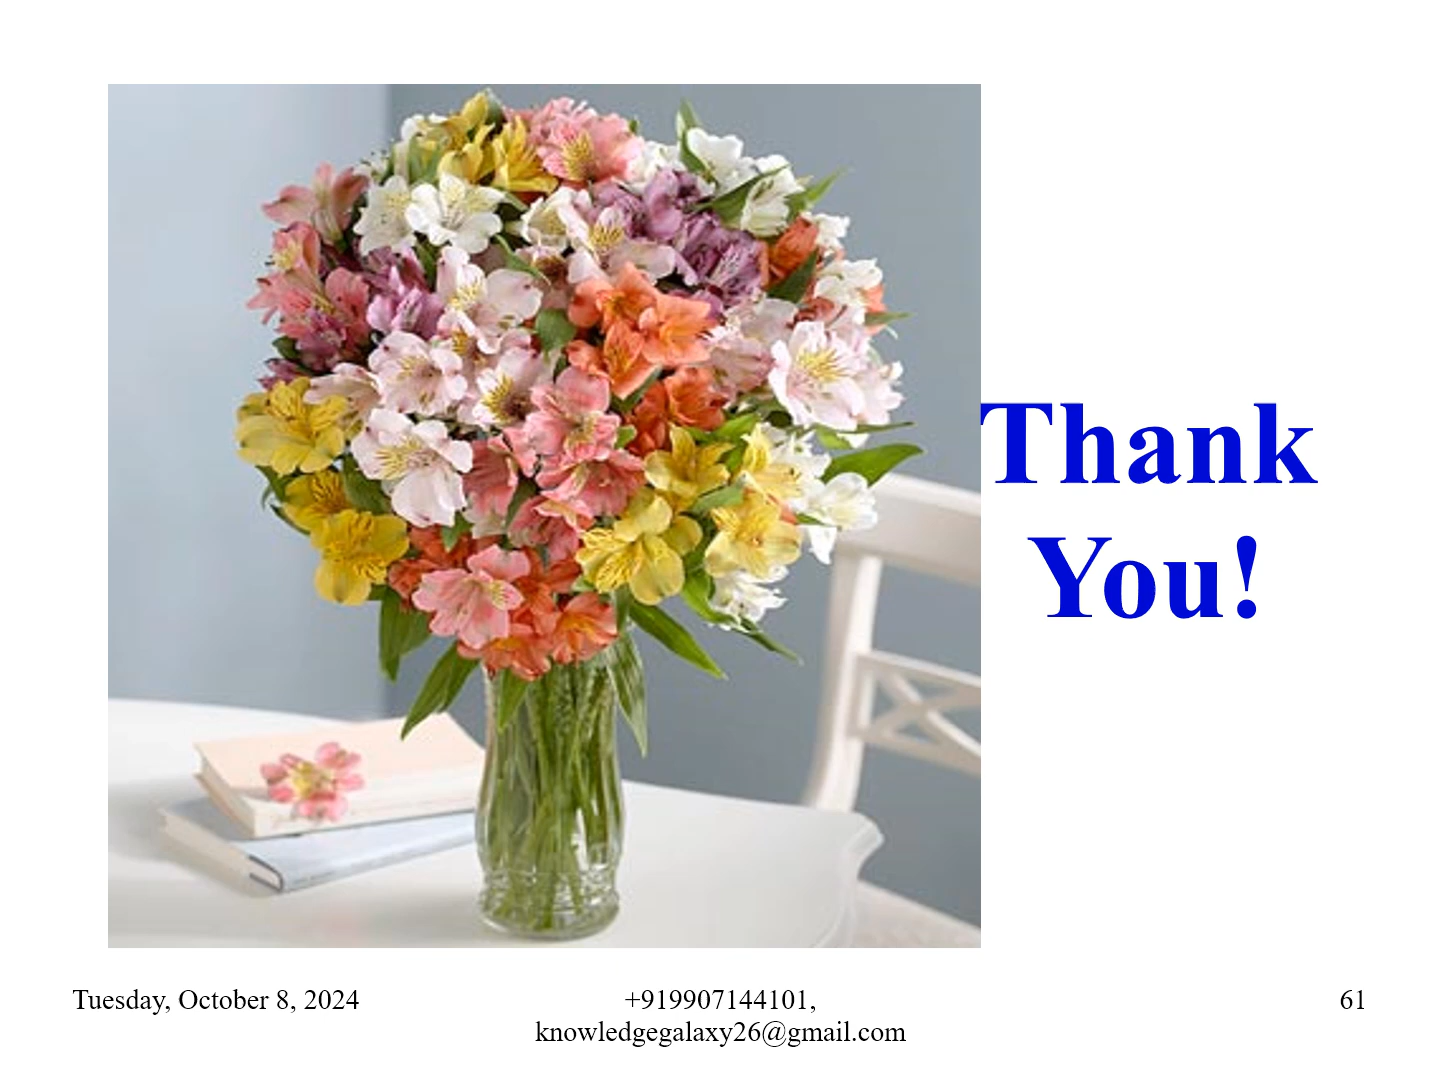 Thank
You!
Tuesday, October 8, 2024
+919907144101,
knowledgegalaxy26@gmail.com
61